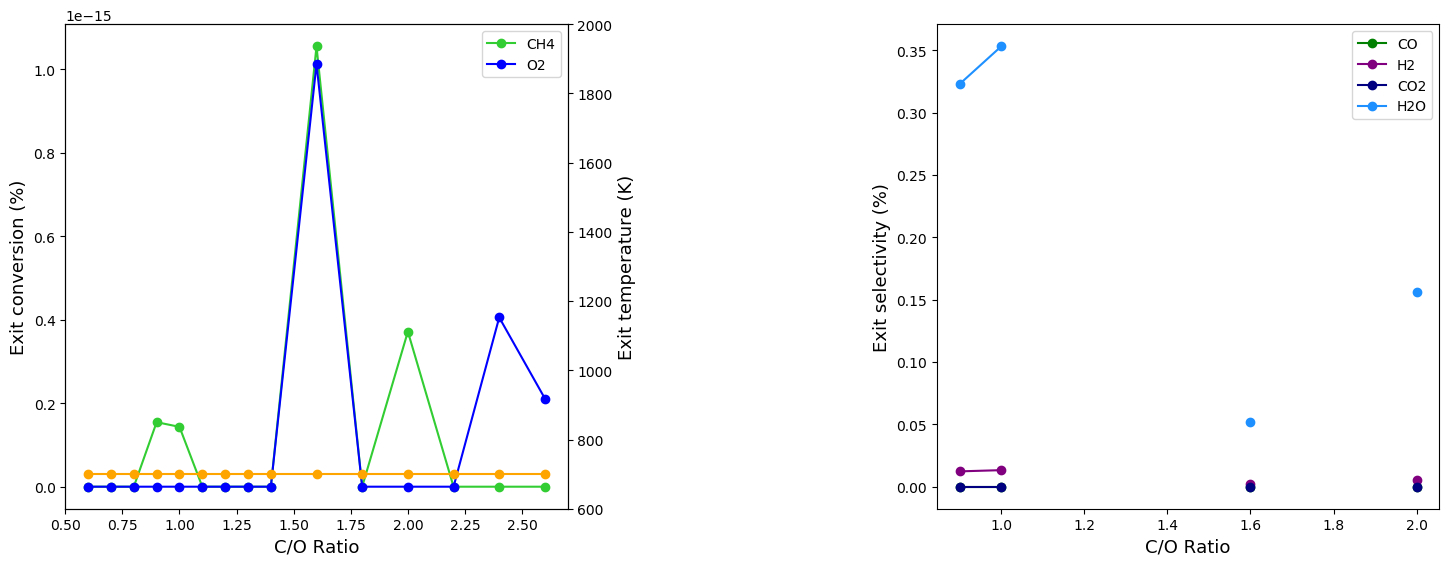 1e−15
CH4
O2
1.0
0.8
0.6
0.4
0.2
0.0
Exit conversion (%)
0.50 0.75 1.00 1.25 1.50 1.75 2.00 2.25 2.50
C/O Ratio
2000
1800
1600
1400
1200
1000
800
600
Exit temperature (K)
CO
H2
CO2
H2O
0.35
0.30
0.25
0.20
0.15
0.10
0.05
0.00
Exit selectivity (%)
1.0 1.2 1.4 1.6 1.8 2.0
C/O Ratio